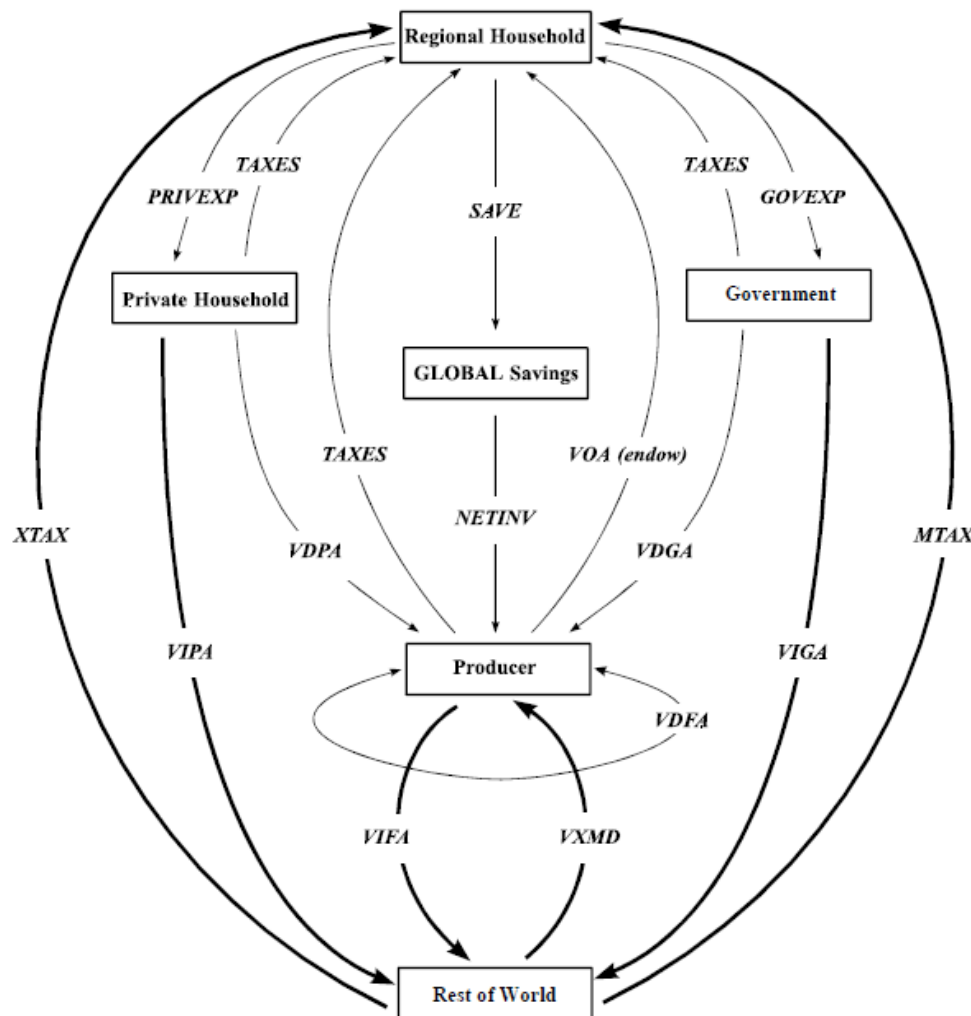 Regional Household
TAXES
TAXES
PRIVEXP
SAVE
GOVEXP
Private Household
Government
GLOBAL Savings
TAXES
VOA (endow)
NETINV
XTAX
MTAX
VDPA
VDGA
VIPA
Producer
VIGA
VDFA
VIFA
VXMD
Rest of World